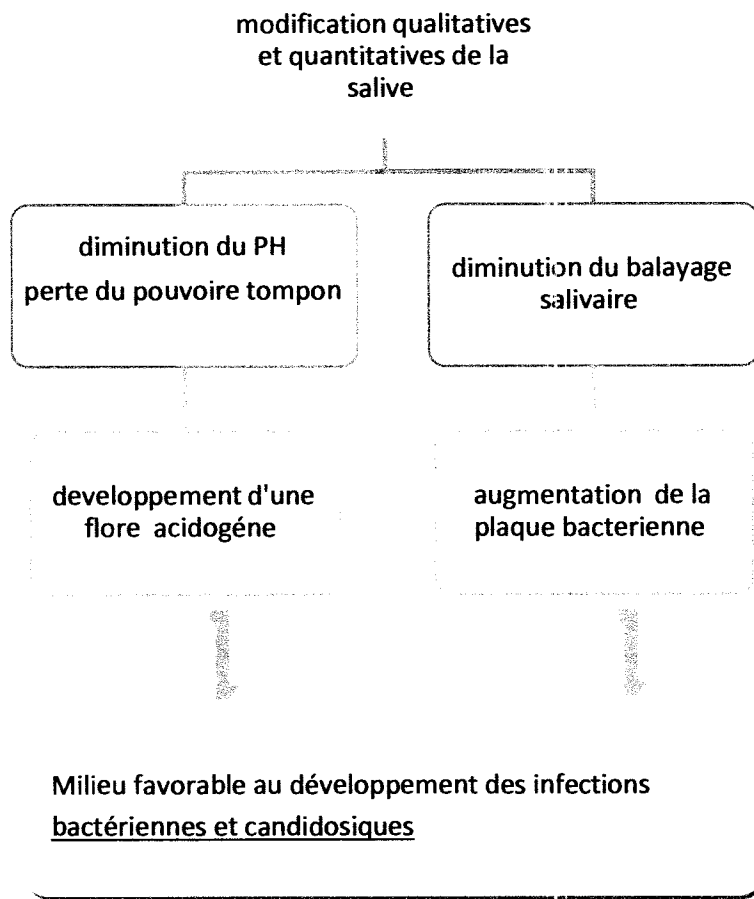 modification qualitatives
et quantitatives de la
salive
diminution du PH
perte du pouvoire tompon
diminution du balayage
salivaire
developpement d'une
flore acidogéne
augmentation de la
plaque bacterienne
Milieu favorable au développement des infections
bactériennes et candidosiques